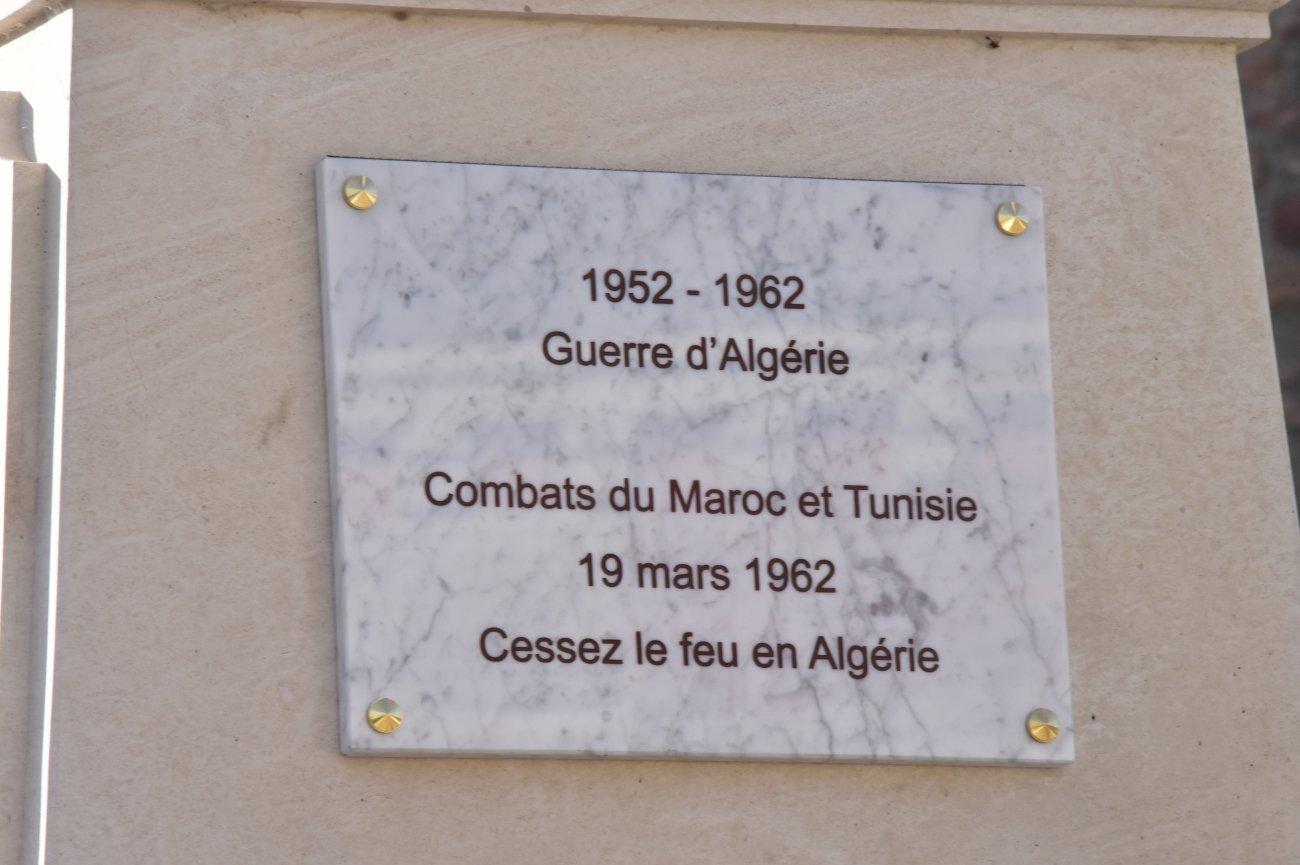 1952 - 1962
Guerre d’Algérie
Combats du Maroc et Tunisie
19 mars 1962
Cessez le feu en Algérie